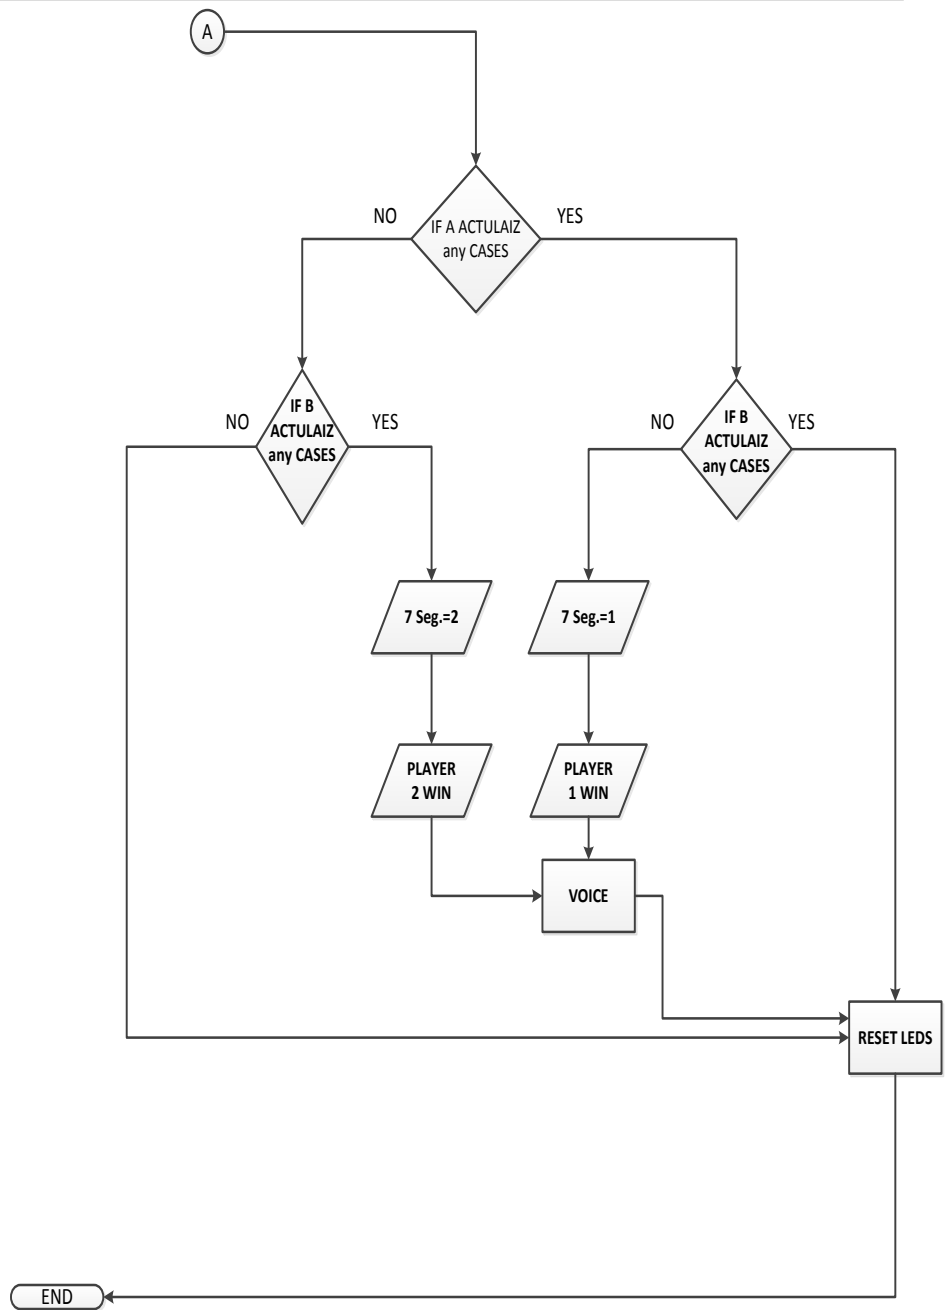 A
NO
YES
IF A ACTULAIZ
any CASES
NO
IF B
ACTULAIZ
any CASES
YES
NO
IF B
ACTULAIZ
any CASES
YES
7 Seg.=2
7 Seg.=1
PLAYER
2 WIN
PLAYER
1 WIN
VOICE
RESET LEDS
END